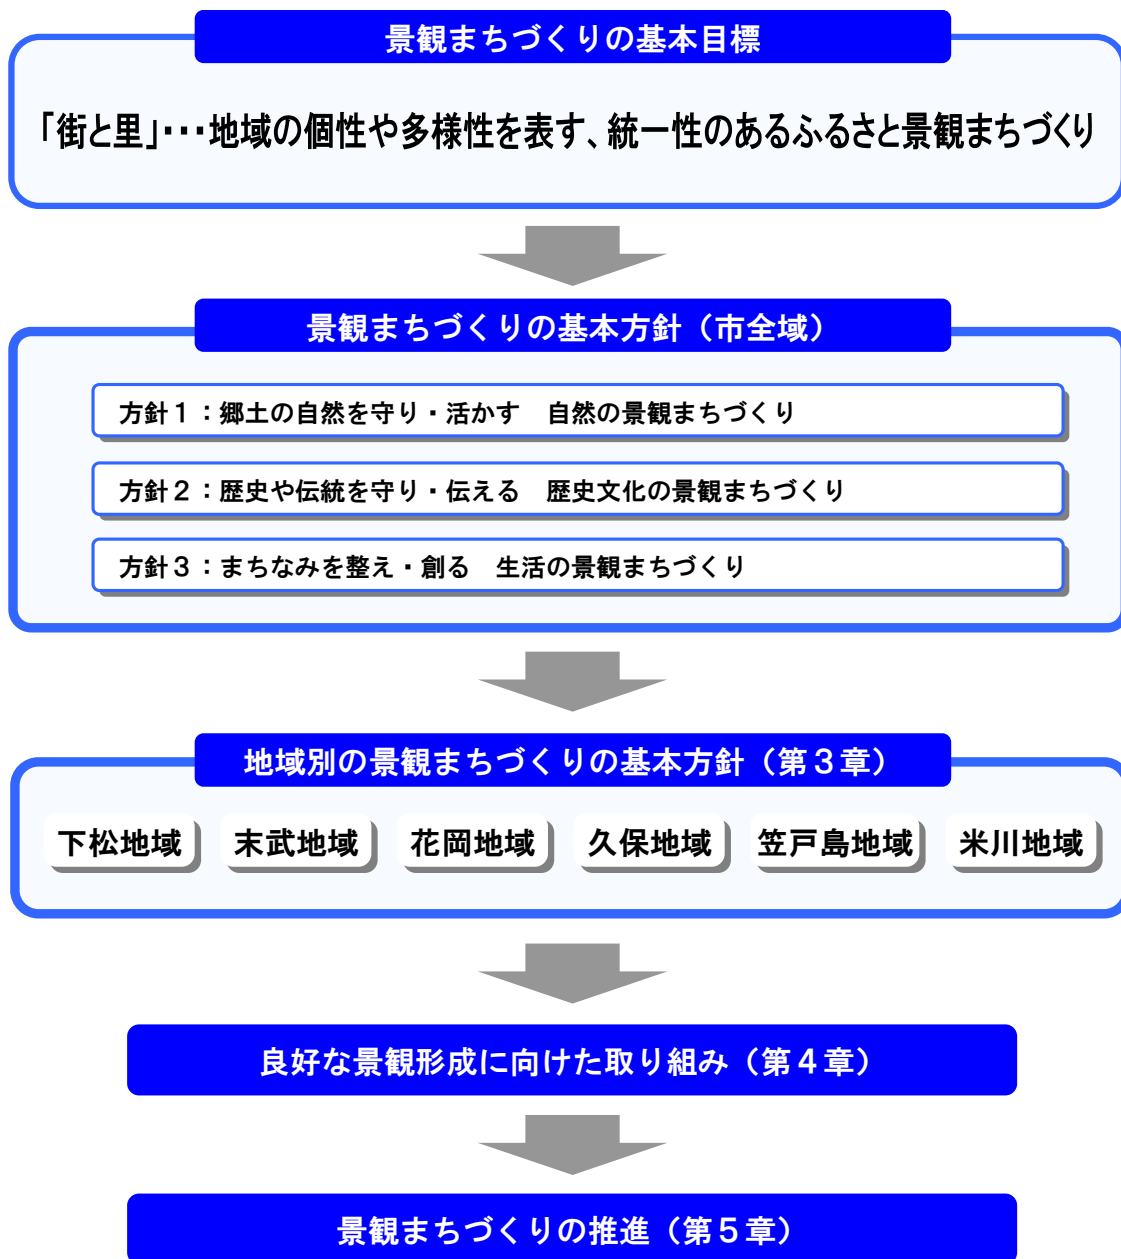 景観まちづくりの基本目標
「街と里」・・・地域の個性や多様性を表す、統一性のあるふるさと景観まちづくり
景観まちづくりの基本方針（市全域）
方針１：郷土の自然を守り・活かす　自然の景観まちづくり
方針２：歴史や伝統を守り・伝える　歴史文化の景観まちづくり
方針３：まちなみを整え・創る　生活の景観まちづくり
地域別の景観まちづくりの基本方針（第３章）
下松地域　末武地域　花岡地域　久保地域　笠戸島地域　米川地域
良好な景観形成に向けた取り組み（第４章）
景観まちづくりの推進（第５章）